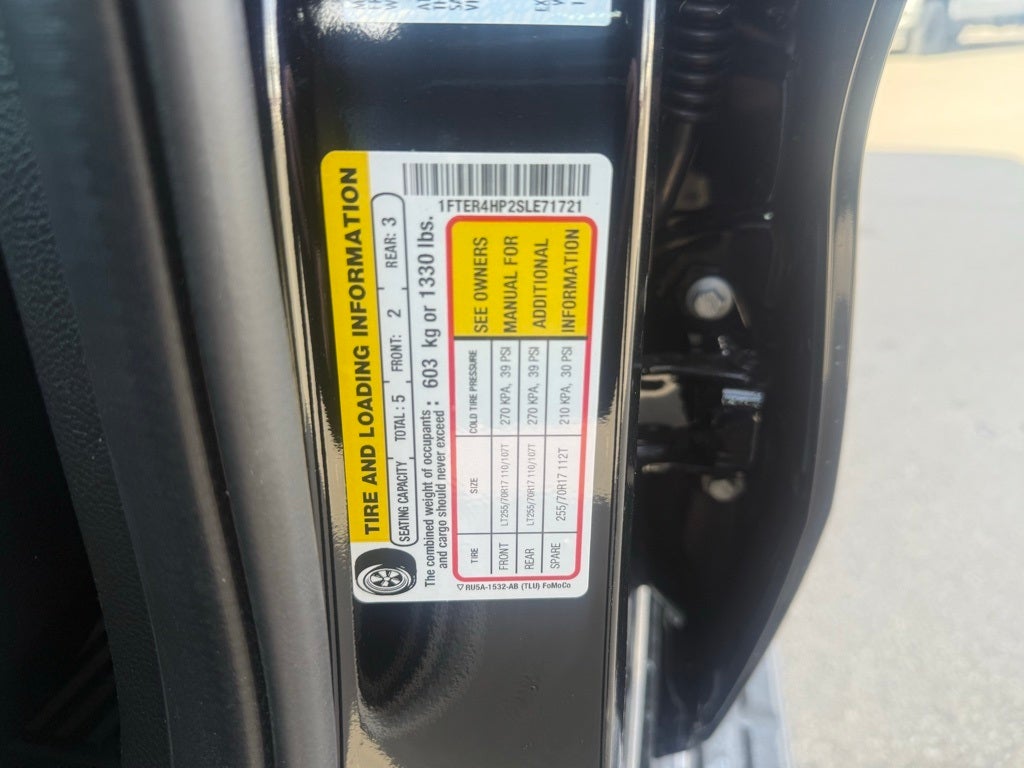 TIRE AND LOADING INFORMATION
SEATING CAPACITY TOTAL: 5 FRONT: 2 REAR: 3
The combined weight of occupants
and cargo should never exceed : 603 kg or 1330 lbs.
1FTER4HP2SLE71721
TIRE SIZE COLD TIRE PRESSURE SEE OWNERS
FRONT LT255/70R17 110/107T 270 KPA, 39 PSI MANUAL FOR
REAR LT255/70R17 110/107T 270 KPA, 39 PSI ADDITIONAL
SPARE 255/70R17 112T 210 KPA, 30 PSI INFORMATION
RU5A-1532-AB (TLU) FoMoCo